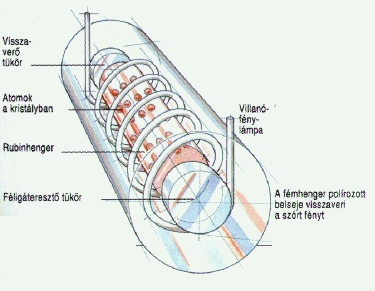 Vissza-
verő
tükör
Atomok
a kristályban
Rubinhenger
Féligáteresztő tükör
Villanó-
fény-
lámpa
A fémhenger polírozott
belseje visszaveri
a szórt fényt